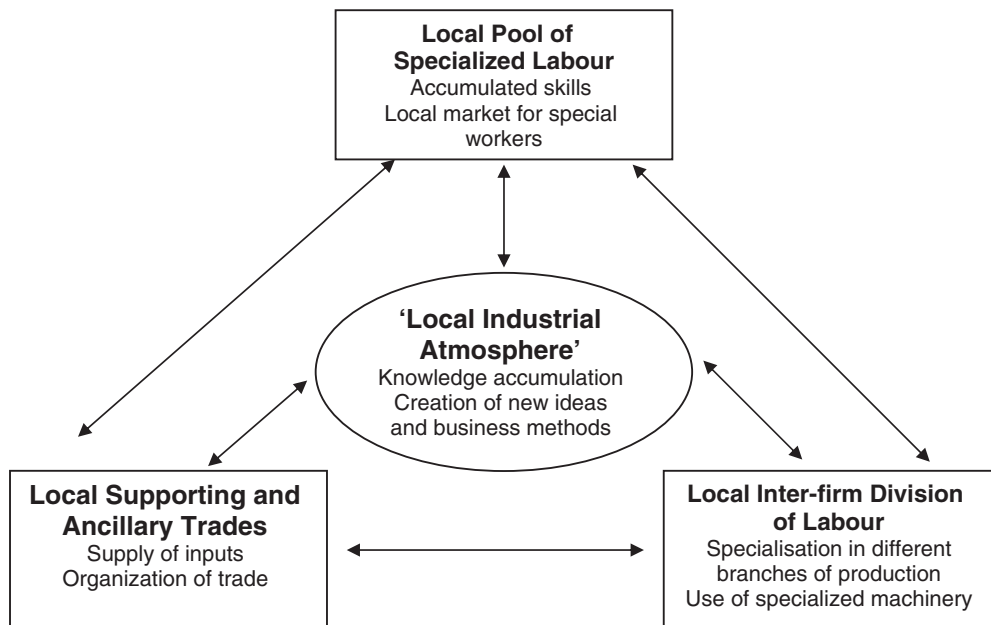 Local Pool of
Specialized Labour
Accumulated skills
Local market for special
workers
‘Local Industrial
Atmosphere’
Knowledge accumulation
Creation of new ideas
and business methods
Local Supporting and
Ancillary Trades
Supply of inputs
Organization of trade
Local Inter-firm Division
of Labour
Specialisation in different
branches of production
Use of specialized machinery